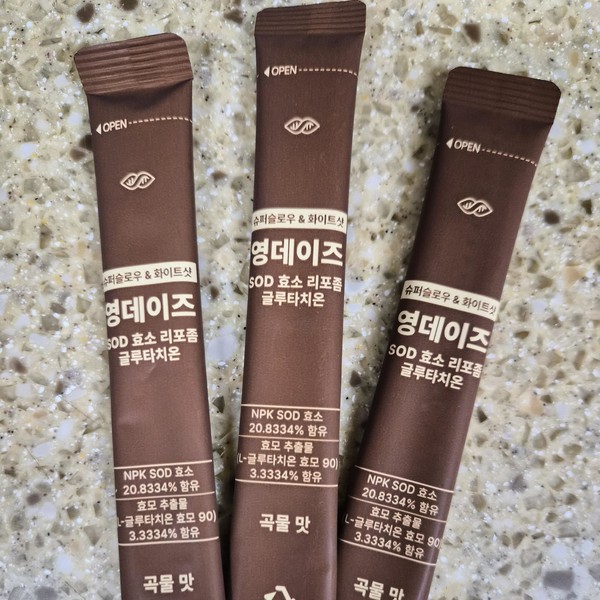 OPEN
슈퍼슬로우 & 화이트샷
영데이즈
SOD 효소 리포좀
글루타치온
NPK SOD 효소
20.8334% 함유
효모 추출물
(L-글루타치온 효모 90)
3.3334% 함유
곡물 맛
OPEN
슈퍼슬로우 & 화이트샷
영데이즈
SOD 효소 리포좀
글루타치온
NPK SOD 효소
20.8334% 함유
효모 추출물
(L-글루타치온 효모 90)
3.3334% 함유
곡물 맛
OPEN
슈퍼슬로우 & 화이트샷
영데이즈
SOD 효소 리포좀
글루타치온
NPK SOD 효소
20.8334% 함유
효모 추출물
(L-글루타치온 효모 90)
3.3334% 함유
곡물 맛